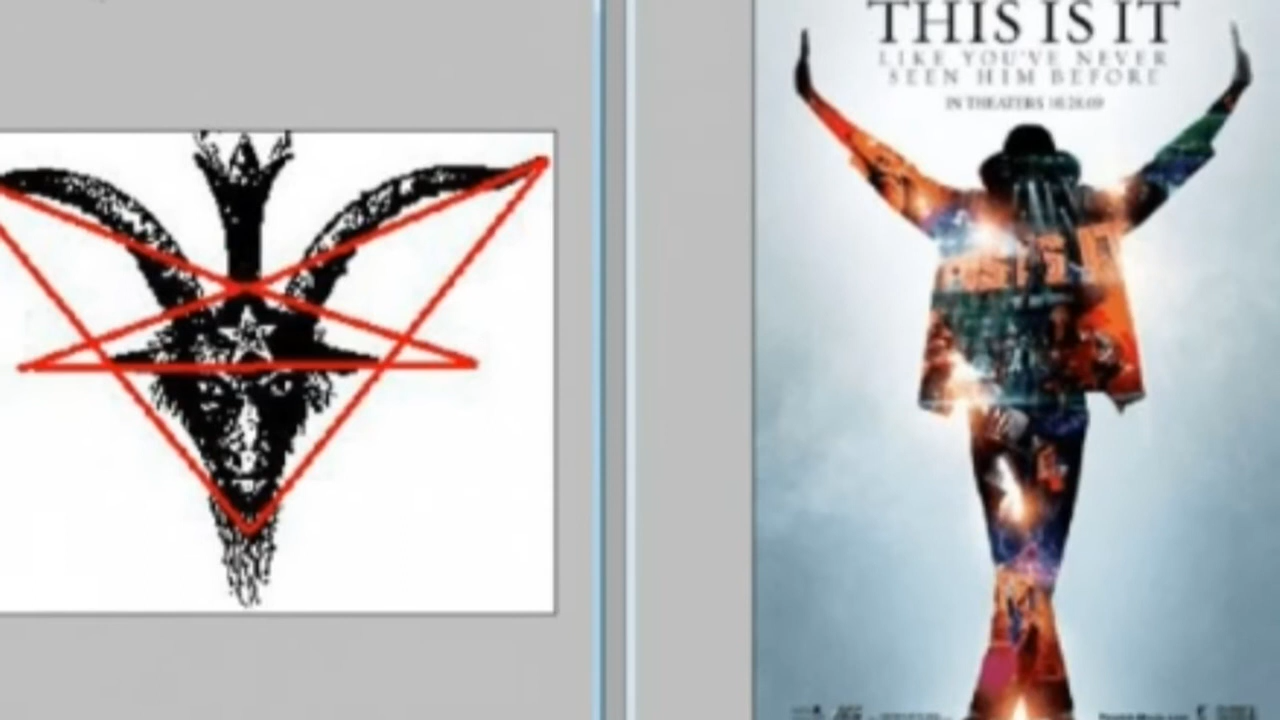 THIS IS IT
LIKE YOU'VE NEVER
SEEN HIM BEFORE
IN THEATERS 10.28.09